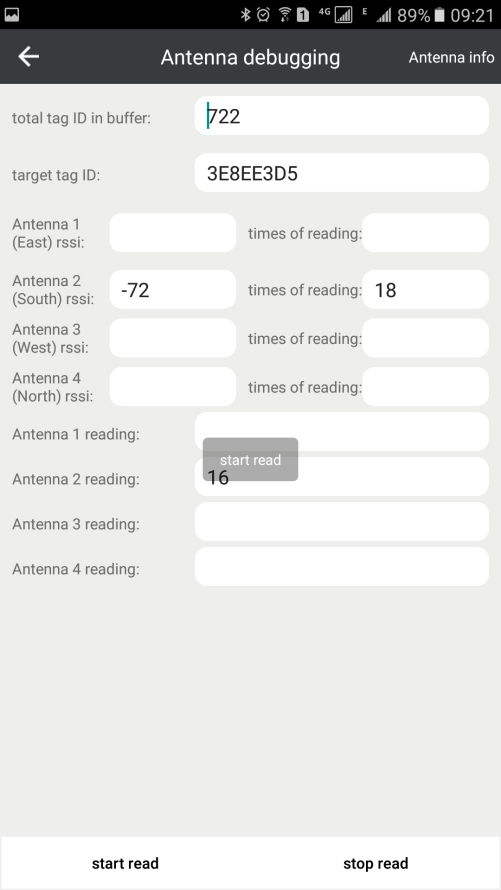 4G E 89% 09:21
Antenna debugging Antenna info
total tag ID in buffer: 722
target tag ID: 3E8EE3D5
Antenna 1
(East) rssi: times of reading:
Antenna 2
(South) rssi: -72 times of reading: 18
Antenna 3
(West) rssi: times of reading:
Antenna 4
(North) rssi: times of reading:
Antenna 1 reading:
start read
Antenna 2 reading: 16
Antenna 3 reading:
Antenna 4 reading:
start read stop read